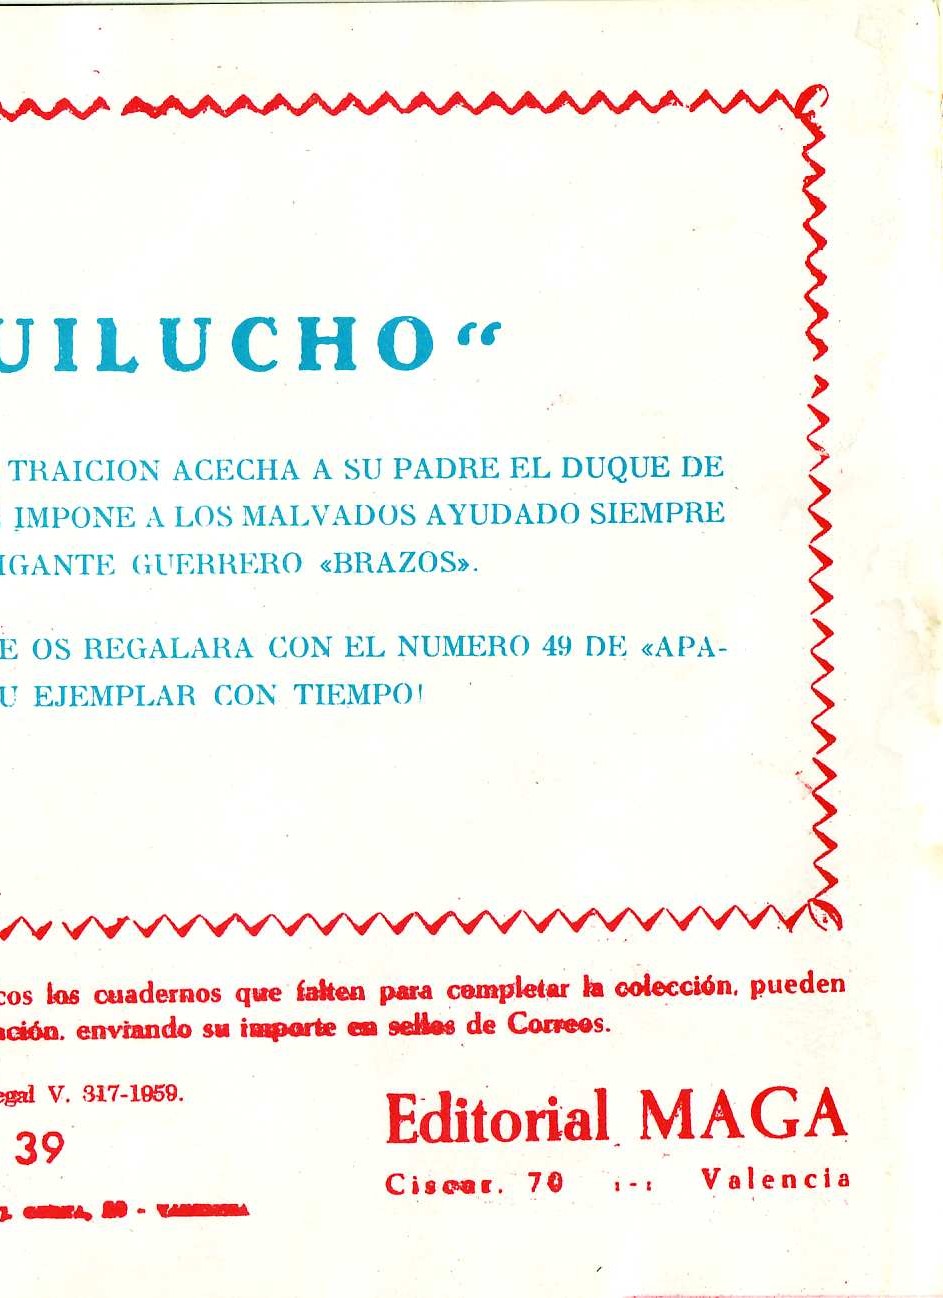 UILUCHO“
TRAICION ACECHA A SU PADRE EL DUQUE DE
IMPONE A LOS MALVADOS AYUDADO SIEMPRE
IGANTE GUERRERO «BRAZOS».
E OS REGALARA CON EL NUMERO 49 DE «APA-
U EJEMPLAR CON TIEMPO!
cos los cuadernos que falten para completar la colección, pueden
ación, enviando su importe en sellos de Correos.
egal V. 317-1959.
39
Editorial MAGA
Ciscar, 70 :-: Valencia